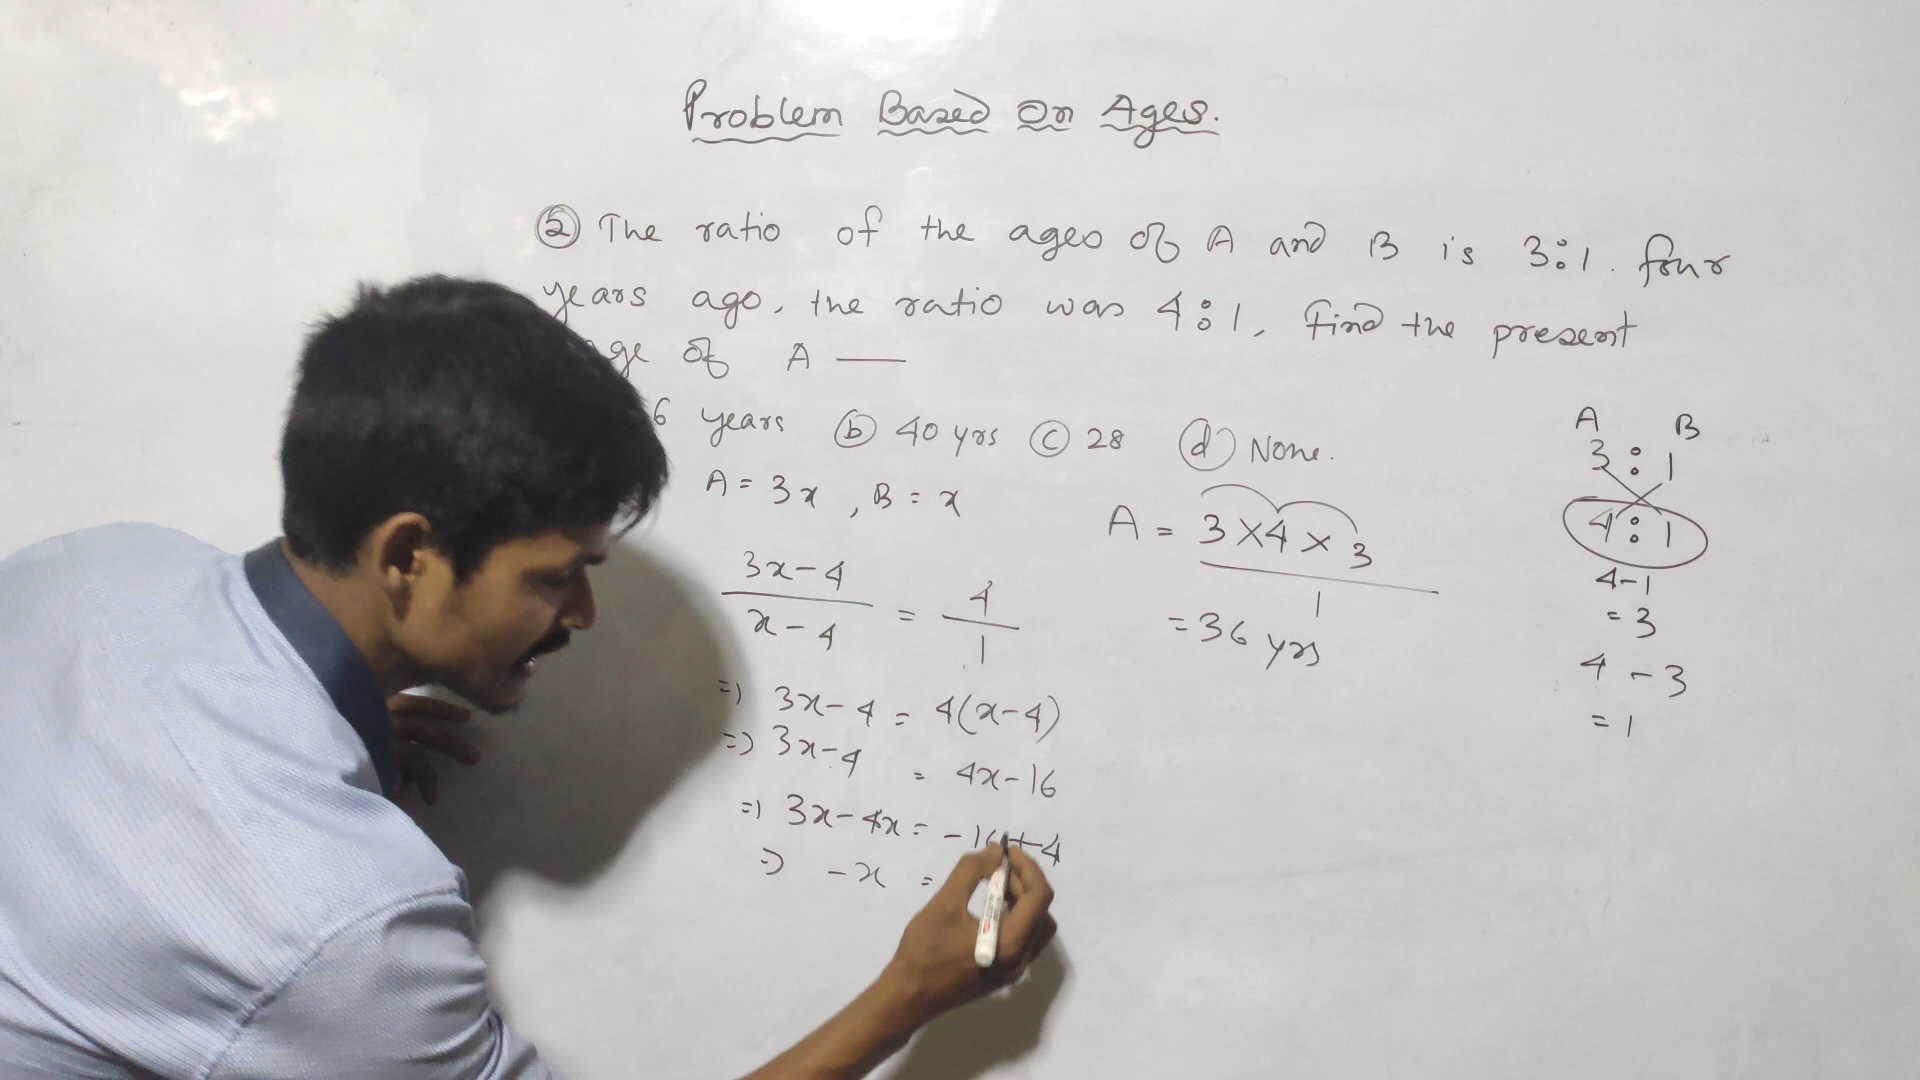 Problem Based On Ages.
② The ratio of the ages of A and B is 3:1. four
years ago, the ratio was 4:1, find the present
ge of A —
6 years ⓑ 40 yrs ⓒ 28 ⓓ None.
A = 3x, B = x
3x-4/x-4 = 4/1
=> 3x-4 = 4(x-4)
=> 3x-4 = 4x-16
=> 3x-4x = -16+4
=> -x =
A = 3×4×3/1
= 36 yrs
A B
3:1
4:1
4-1
= 3
4-3
= 1